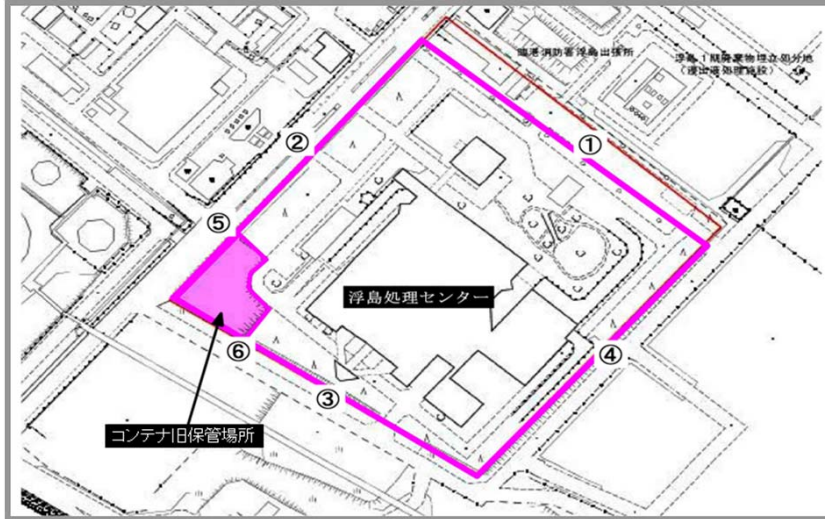 臨港消防署浮島出張所
浮島1期廃棄物埋立処分地
(浸出液処理施設)
①
②
⑤
浮島処理センター
④
⑥
③
コンテナ旧保管場所